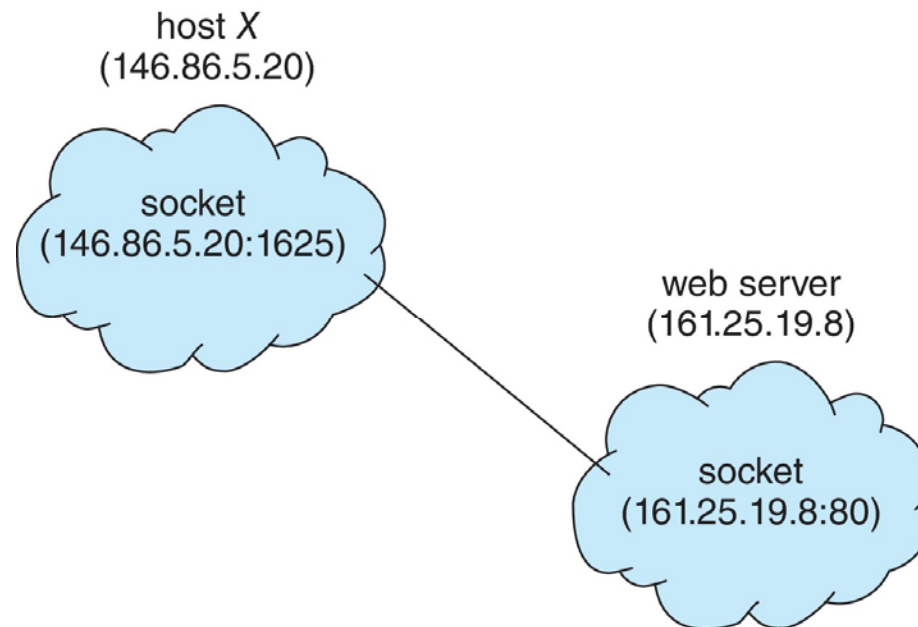 host X
(146.86.5.20)
socket
(146.86.5.20:1625)
web server
(161.25.19.8)
socket
(161.25.19.8:80)